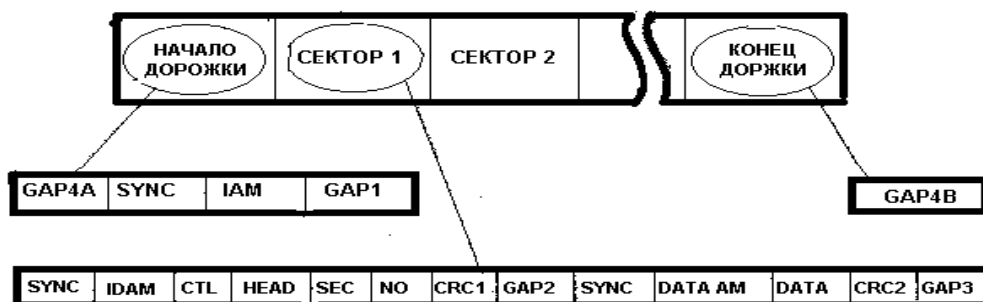 НАЧАЛО
ДОРОЖКИ
СЕКТОР 1
СЕКТОР 2
КОНЕЦ
ДОРЖКИ
GAP4A SYNC IAM GAP1
GAP4B
SYNC IDAM CTL HEAD SEC NO CRC1 GAP2 SYNC DATA AM DATA CRC2 GAP3